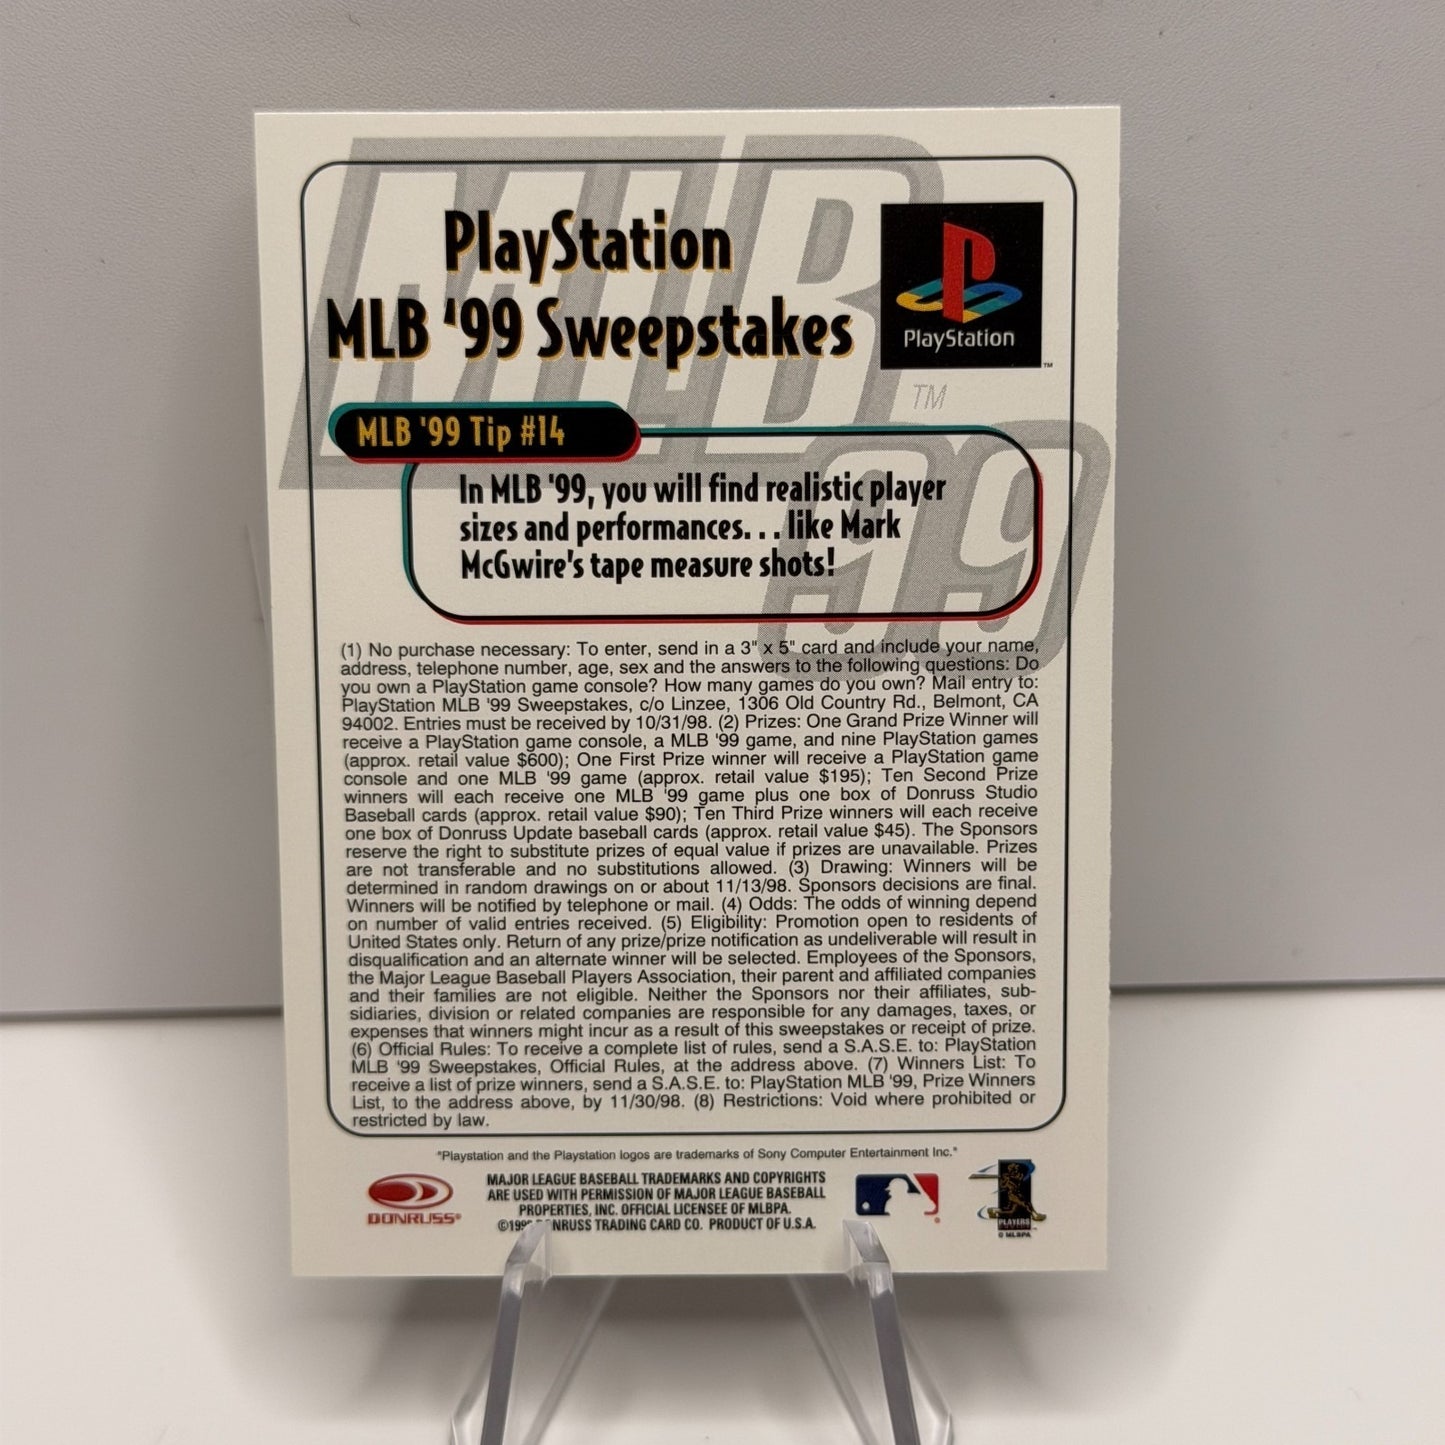 MLB
99
TM
PlayStation
MLB '99 Sweepstakes
PlayStation
TM
MLB '99 Tip #14
In MLB '99, you will find realistic player
sizes and performances. . . like Mark
McGwire's tape measure shots!
(1) No purchase necessary: To enter, send in a 3" x 5" card and include your name,
address, telephone number, age, sex and the answers to the following questions: Do
you own a PlayStation game console? How many games do you own? Mail entry to:
PlayStation MLB '99 Sweepstakes, c/o Linzee, 1306 Old Country Rd., Belmont, CA
94002. Entries must be received by 10/31/98. (2) Prizes: One Grand Prize Winner will
receive a PlayStation game console, a MLB '99 game, and nine PlayStation games
(approx. retail value $600); One First Prize winner will receive a PlayStation game
console and one MLB '99 game (approx. retail value $195); Ten Second Prize
winners will each receive one MLB '99 game plus one box of Donruss Studio
Baseball cards (approx. retail value $90); Ten Third Prize winners will each receive
one box of Donruss Update baseball cards (approx. retail value $45). The Sponsors
reserve the right to substitute prizes of equal value if prizes are unavailable. Prizes
are not transferable and no substitutions allowed. (3) Drawing: Winners will be
determined in random drawings on or about 11/13/98. Sponsors decisions are final.
Winners will be notified by telephone or mail. (4) Odds: The odds of winning depend
on number of valid entries received. (5) Eligibility: Promotion open to residents of
United States only. Return of any prize/prize notification as undeliverable will result in
disqualification and an alternate winner will be selected. Employees of the Sponsors,
the Major League Baseball Players Association, their parent and affiliated companies
and their families are not eligible. Neither the Sponsors nor their affiliates, sub-
sidiaries, division or related companies are responsible for any damages, taxes, or
expenses that winners might incur as a result of this sweepstakes or receipt of prize.
(6) Official Rules: To receive a complete list of rules, send a S.A.S.E. to: PlayStation
MLB '99 Sweepstakes, Official Rules, at the address above. (7) Winners List: To
receive a list of prize winners, send a S.A.S.E. to: PlayStation MLB '99, Prize Winners
List, to the address above, by 11/30/98. (8) Restrictions: Void where prohibited or
restricted by law.
"Playstation and the Playstation logos are trademarks of Sony Computer Entertainment Inc."
DONRUSS®
MAJOR LEAGUE BASEBALL TRADEMARKS AND COPYRIGHTS
ARE USED WITH PERMISSION OF MAJOR LEAGUE BASEBALL
PROPERTIES, INC. OFFICIAL LICENSEE OF MLBPA.
TRADING CARD CO. PRODUCT OF U.S.A.
PLAYERS
© MLBPA